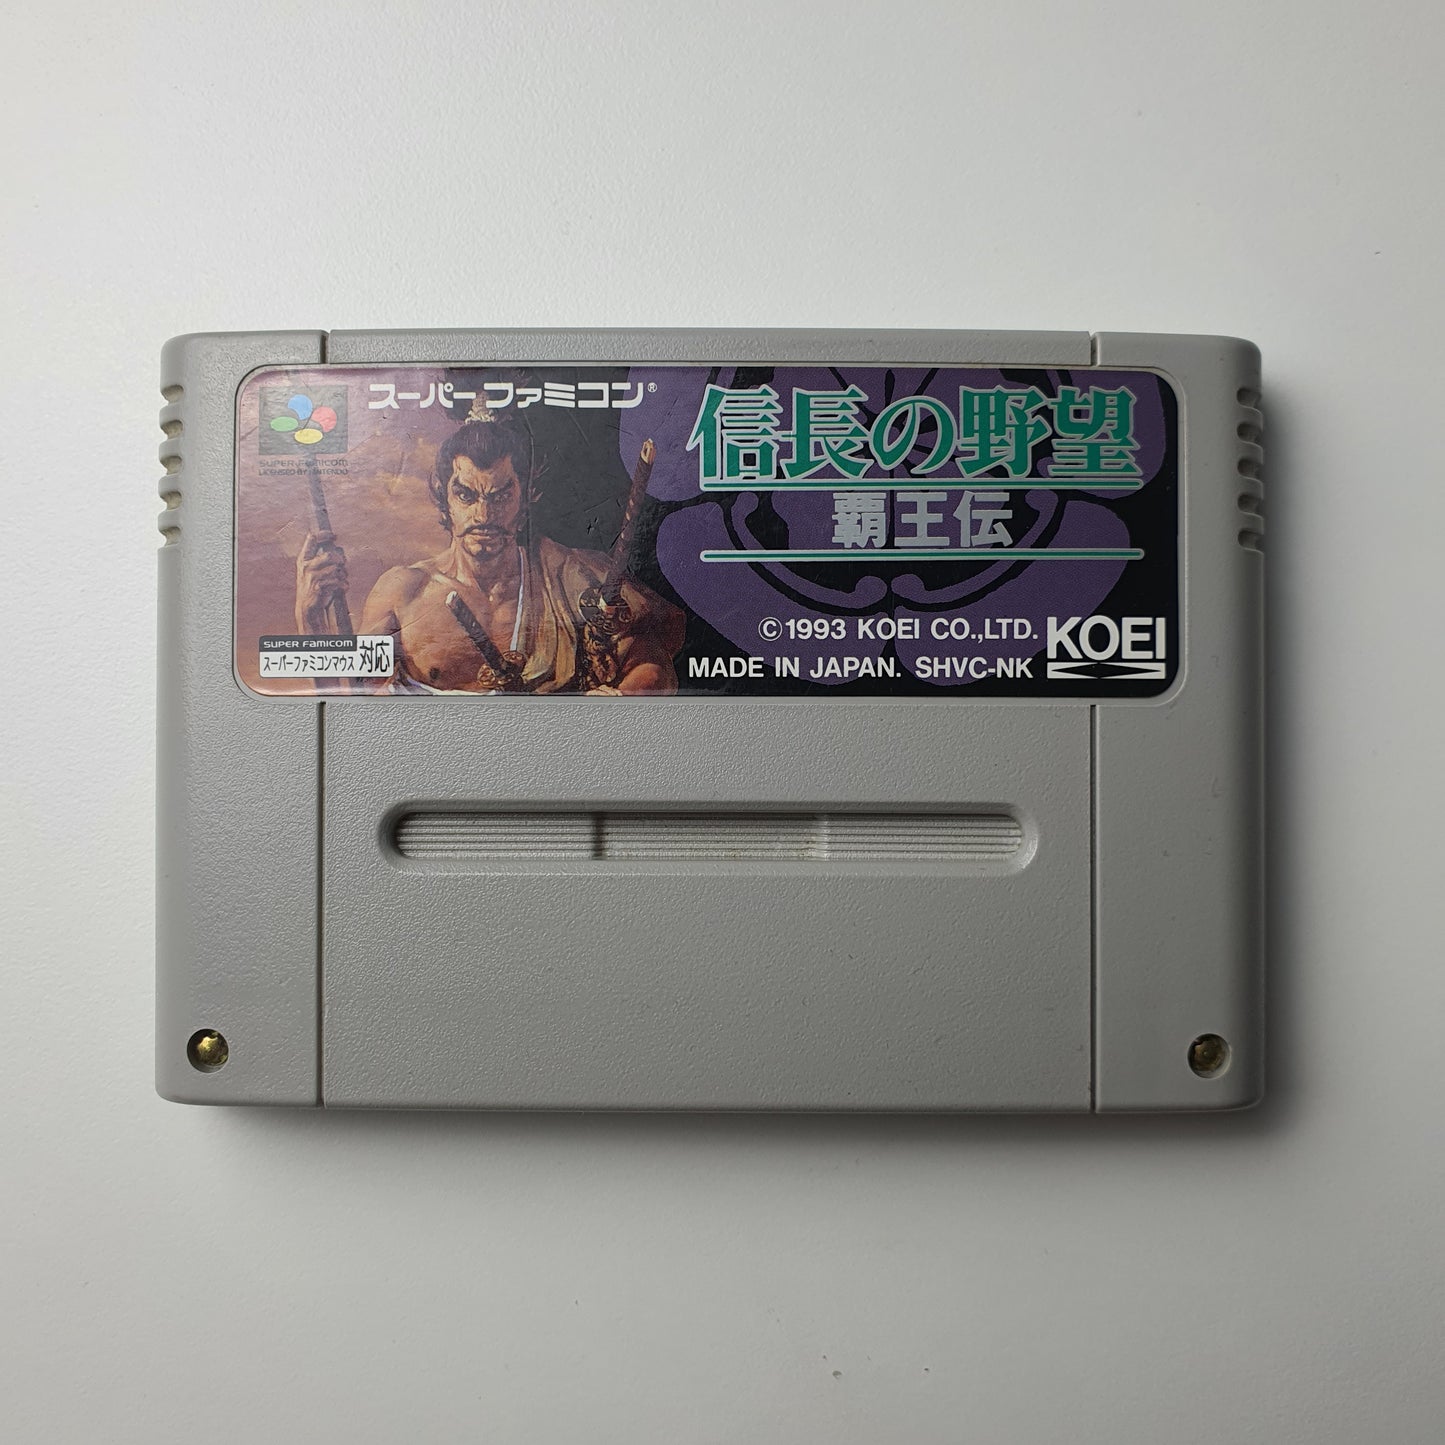 スーパーファミコン®
SUPER FAMICOM
LICENSED BY NINTENDO
信長の野望
覇王伝
SUPER FAMICOM
スーパーファミコンマウス 対応
©1993 KOEI CO.,LTD.
MADE IN JAPAN. SHVC-NK
KOEI